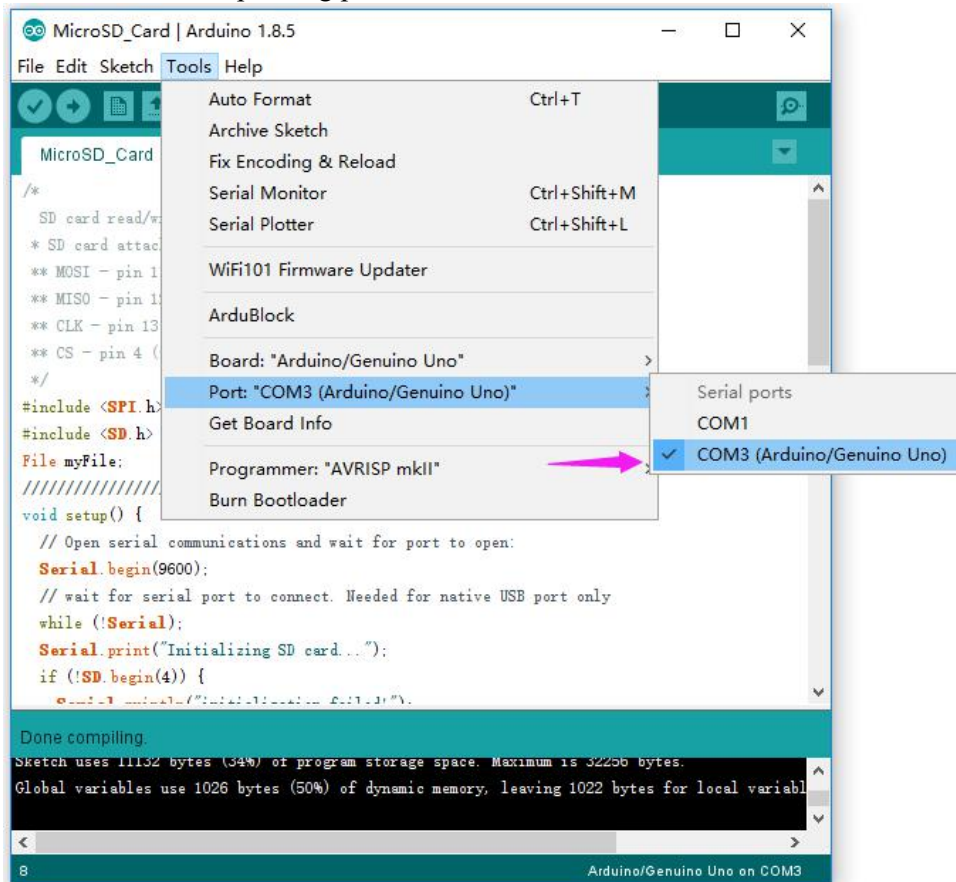 MicroSD_Card | Arduino 1.8.5
File Edit Sketch Tools Help
Auto Format Ctrl+T
Archive Sketch
MicroSD_Card
Fix Encoding & Reload
Serial Monitor Ctrl+Shift+M
Serial Plotter Ctrl+Shift+L
WiFi101 Firmware Updater
ArduBlock
Board: "Arduino/Genuino Uno"
Port: "COM3 (Arduino/Genuino Uno)"
Get Board Info
Programmer: "AVRISP mkII"
Burn Bootloader
Serial ports
COM1
COM3 (Arduino/Genuino Uno)
/*
SD card read/w
* SD card attac
** MOSI - pin 1
** MISO - pin 1
** CLK - pin 13
** CS - pin 4 (
*/
#include <SPI.h>
#include <SD.h>
File myFile;
////////////////
void setup() {
// Open serial communications and wait for port to open:
Serial.begin(9600);
// wait for serial port to connect. Needed for native USB port only
while (!Serial);
Serial.print("Initializing SD card...");
if (!SD.begin(4)) {
Serial.println("initialization failed!");
Done compiling.
Sketch uses 11132 bytes (34%) of program storage space. Maximum is 32256 bytes.
Global variables use 1026 bytes (50%) of dynamic memory, leaving 1022 bytes for local variabl
8 Arduino/Genuino Uno on COM3